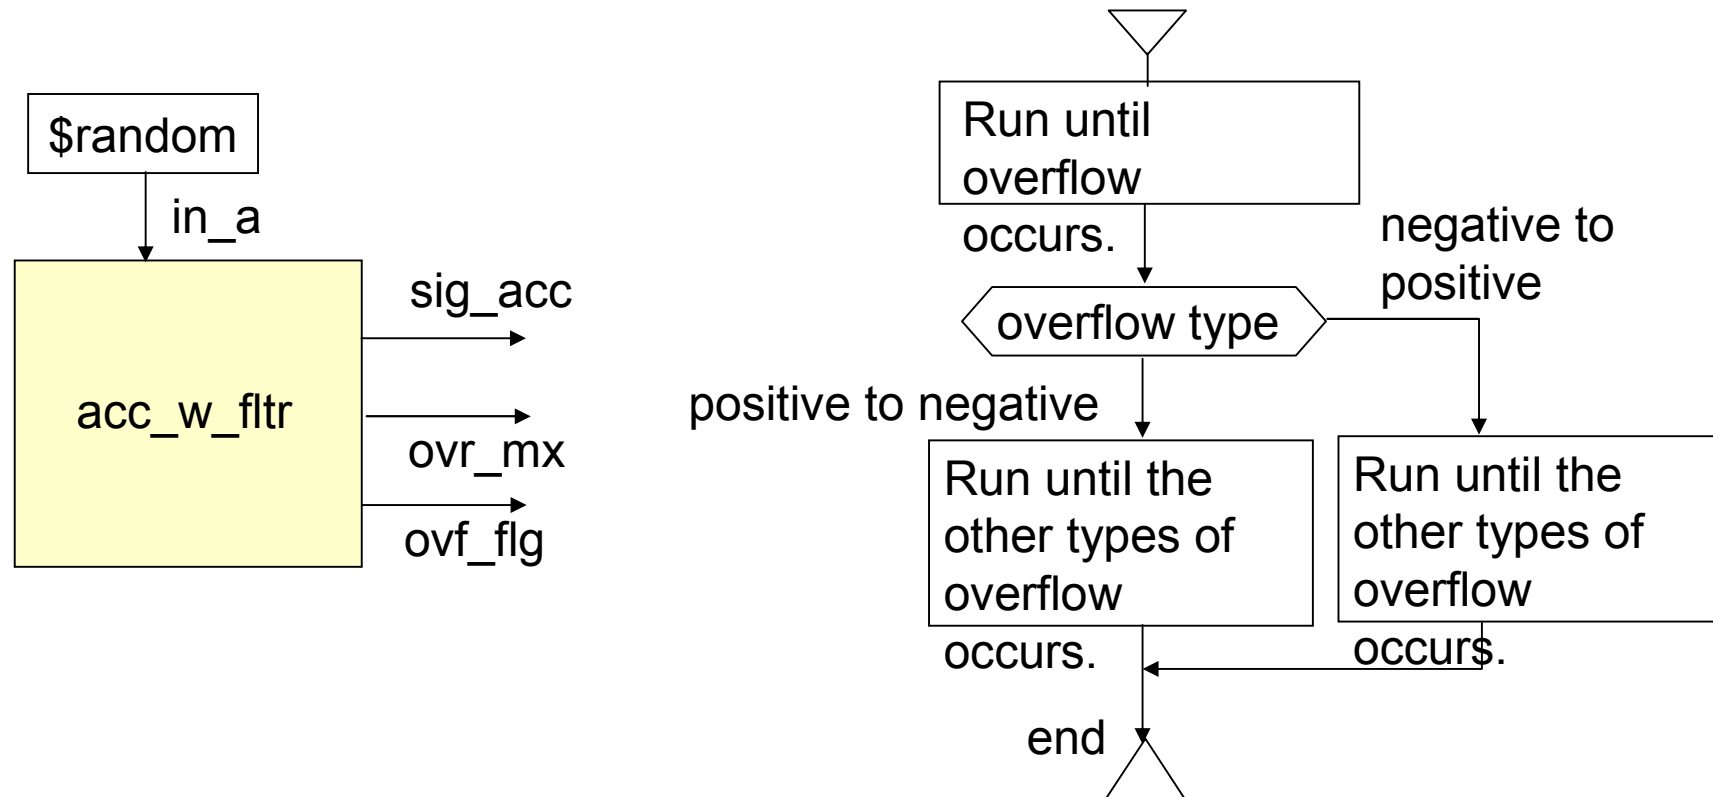 $random
in_a
acc_w_fltr
sig_acc
ovr_mx
ovf_flg
Run until
overflow
occurs.
overflow type
negative to
positive
positive to negative
Run until the
other types of
overflow
occurs.
Run until the
other types of
overflow
occurs.
end